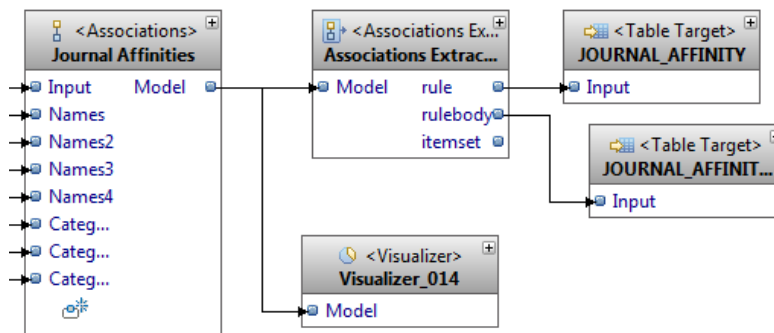 <Associations>
Journal Affinities
Input Model
Names
Names2
Names3
Names4
Categ...
Categ...
Categ...
<Associations Ex...
Associations Extrac...
Model rule
rulebody
itemset
<Table Target>
JOURNAL_AFFINITY
Input
<Table Target>
JOURNAL_AFFINIT...
Input
<Visualizer>
Visualizer_014
Model